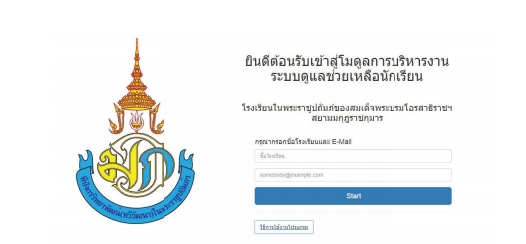 ยินดีต้อนรับเข้าสู่โมดูลการบริหารงาน
ระบบดูแลช่วยเหลือนักเรียน
โรงเรียนในพระราชูปถัมภ์ของสมเด็จพระบรมโอรสาธิราชฯ
สยามมกุฎราชกุมาร
กรุณากรอกชื่อโรงเรียนและ E-Mail
ชื่อโรงเรียน
somebody@example.com
Start
วิธีการใช้งานโปรแกรม
มวก